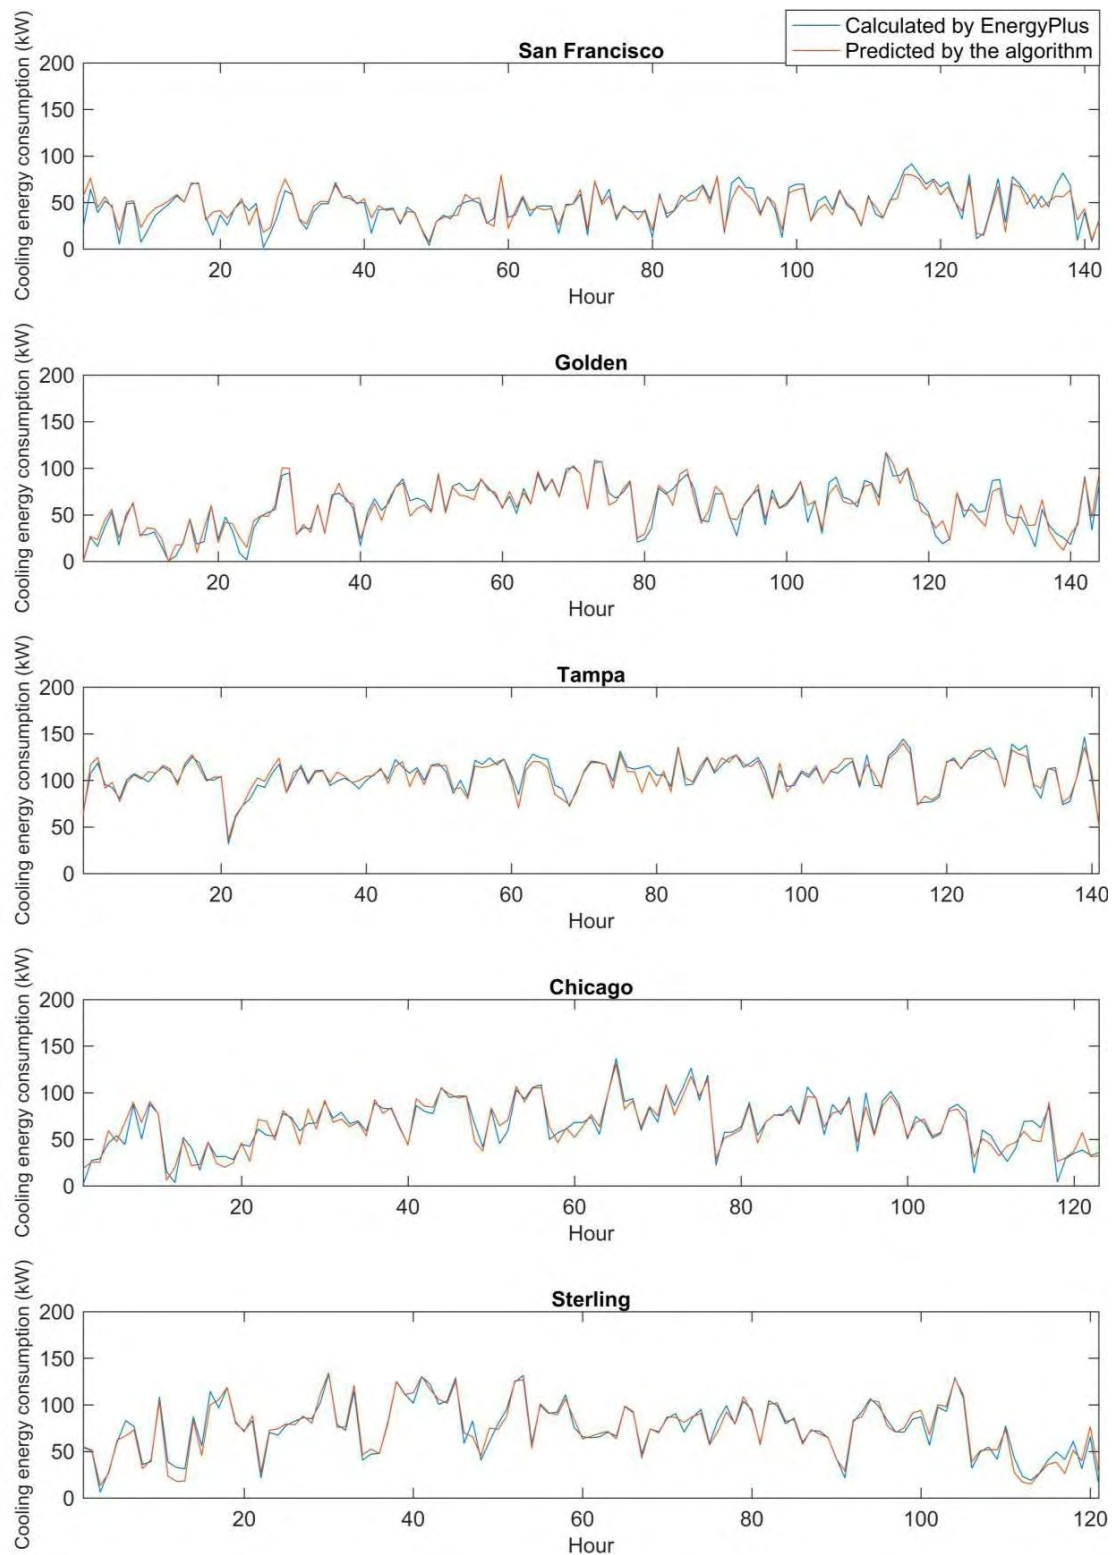 Calculated by EnergyPlus
Predicted by the algorithm
San Francisco
Cooling energy consumption (kW)
200
150
100
50
0
20 40 60 80 100 120 140
Hour
Golden
Cooling energy consumption (kW)
200
150
100
50
0
20 40 60 80 100 120 140
Hour
Tampa
Cooling energy consumption (kW)
200
150
100
50
0
20 40 60 80 100 120 140
Hour
Chicago
Cooling energy consumption (kW)
200
150
100
50
0
20 40 60 80 100 120
Hour
Sterling
Cooling energy consumption (kW)
200
150
100
50
0
20 40 60 80 100 120
Hour